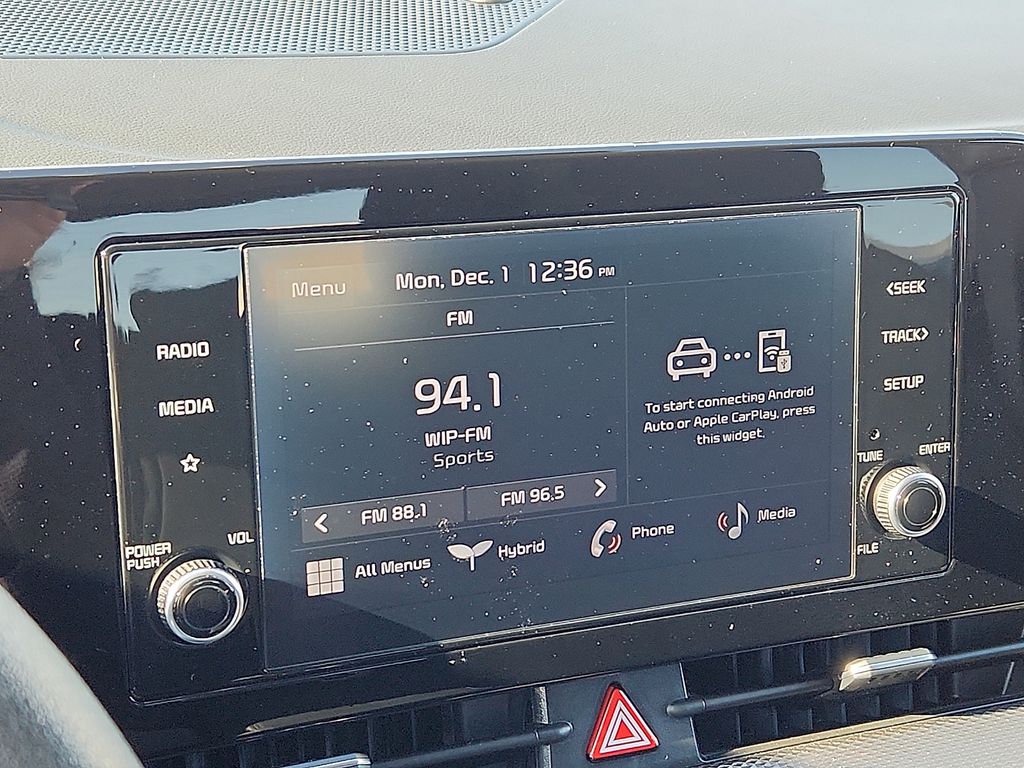 Menu
Mon, Dec. 1 12:36 PM
FM
94.1
WIP-FM
Sports
FM 88.1
FM 96.5
To start connecting Android
Auto or Apple CarPlay, press
this widget.
All Menus
Hybrid
Phone
Media
RADIO
MEDIA
POWER
PUSH
VOL
SEEK
TRACK
SETUP
TUNE
ENTER
FILE